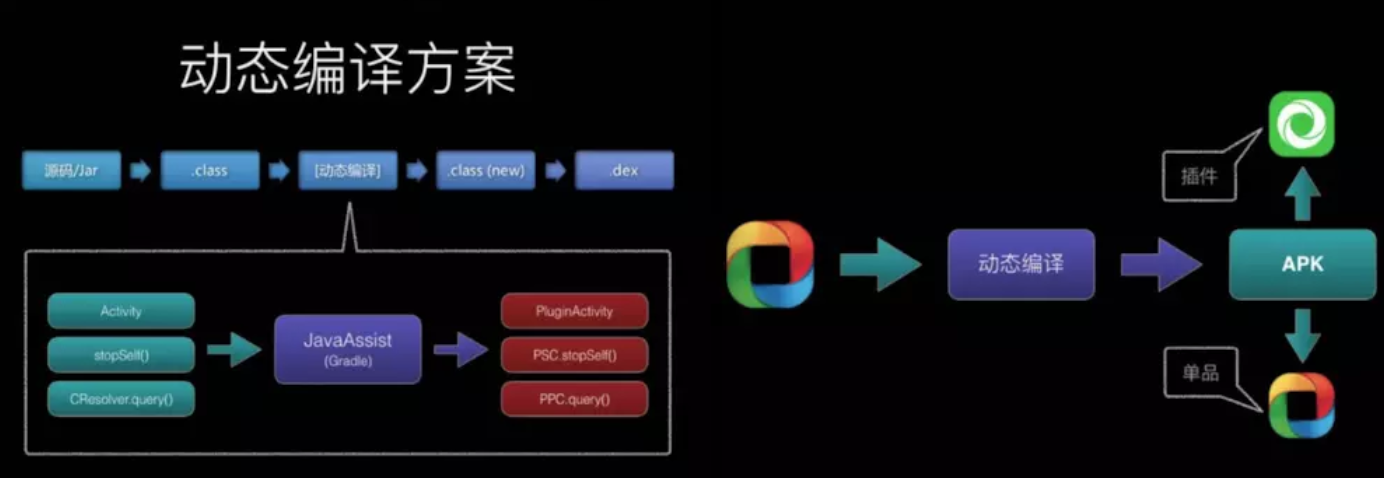 动态编译方案
源码/Jar
.class
[动态编译]
.class (new)
.dex
Activity
stopSelf()
CResolver.query()
JavaAssist
(Gradle)
PluginActivity
PSC.stopSelf()
PPC.query()
动态编译
插件
APK
单品